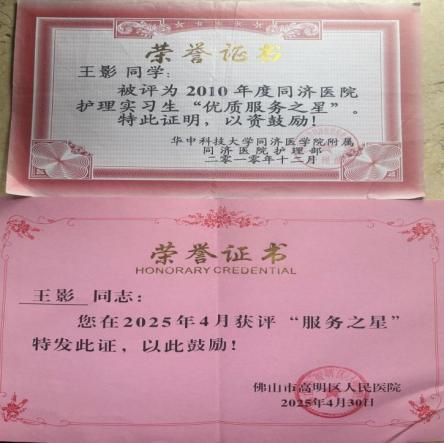 荣誉证书
王影 同学：
被评为 2010 年度同济医院
护理实习生“优质服务之星”。
特此证明，以资鼓励！
华中科技大学同济医学院附属
同济医院护理部
二零一零年十二月
荣誉证书
HONORARY CREDENTIAL
王影 同志：
您在2025年4月获评“服务之星”
特发此证，以此鼓励！
佛山市高明区人民医院
2025年4月30日